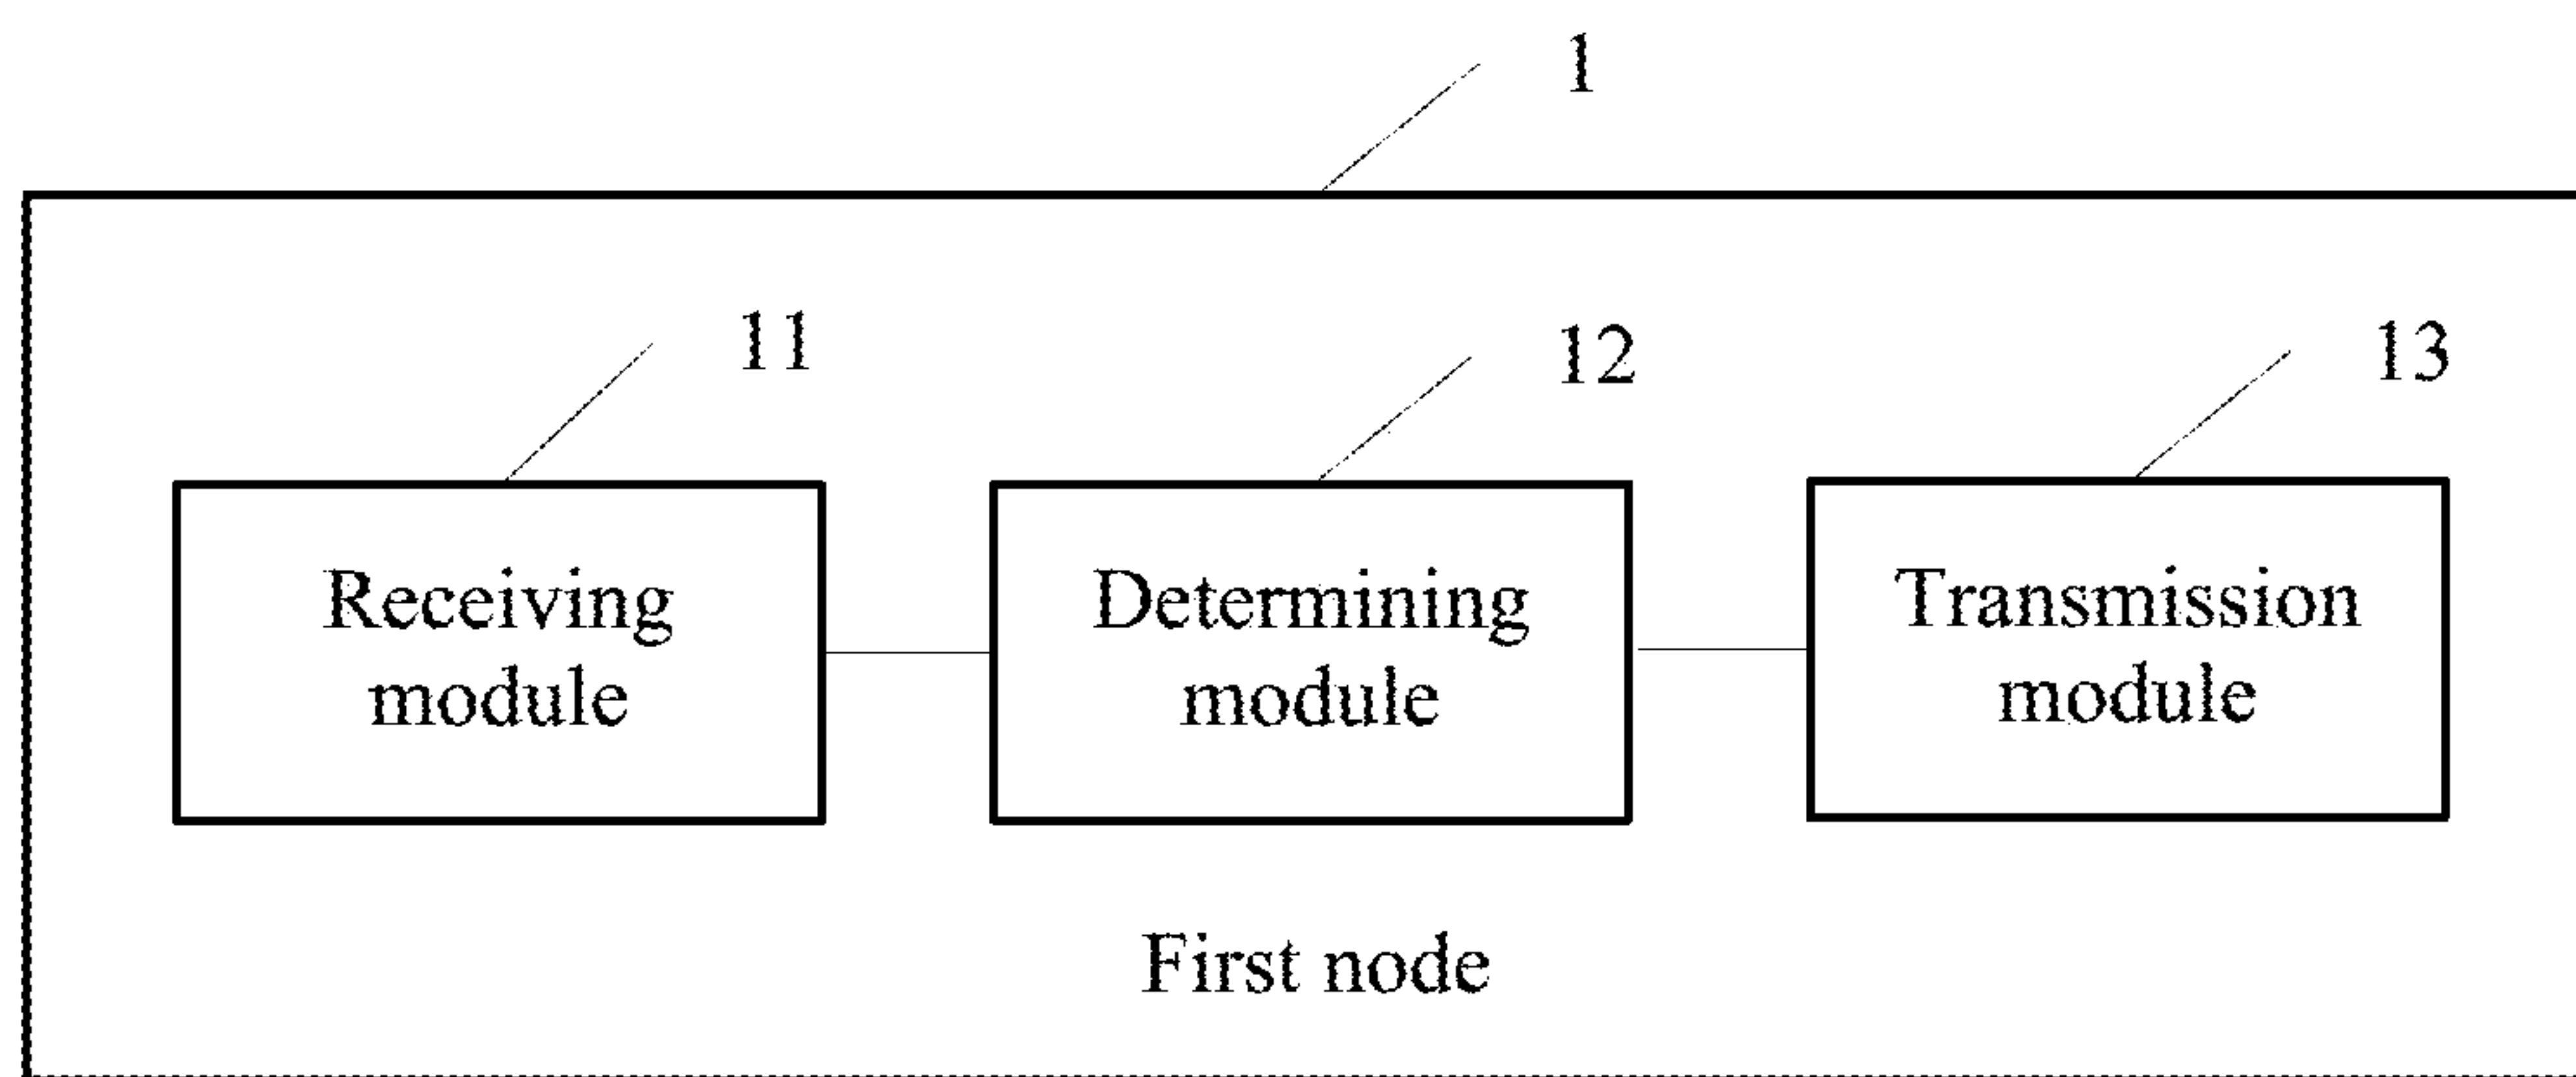 1
11
12
13
Receiving
module
Determining
module
Transmission
module
First node